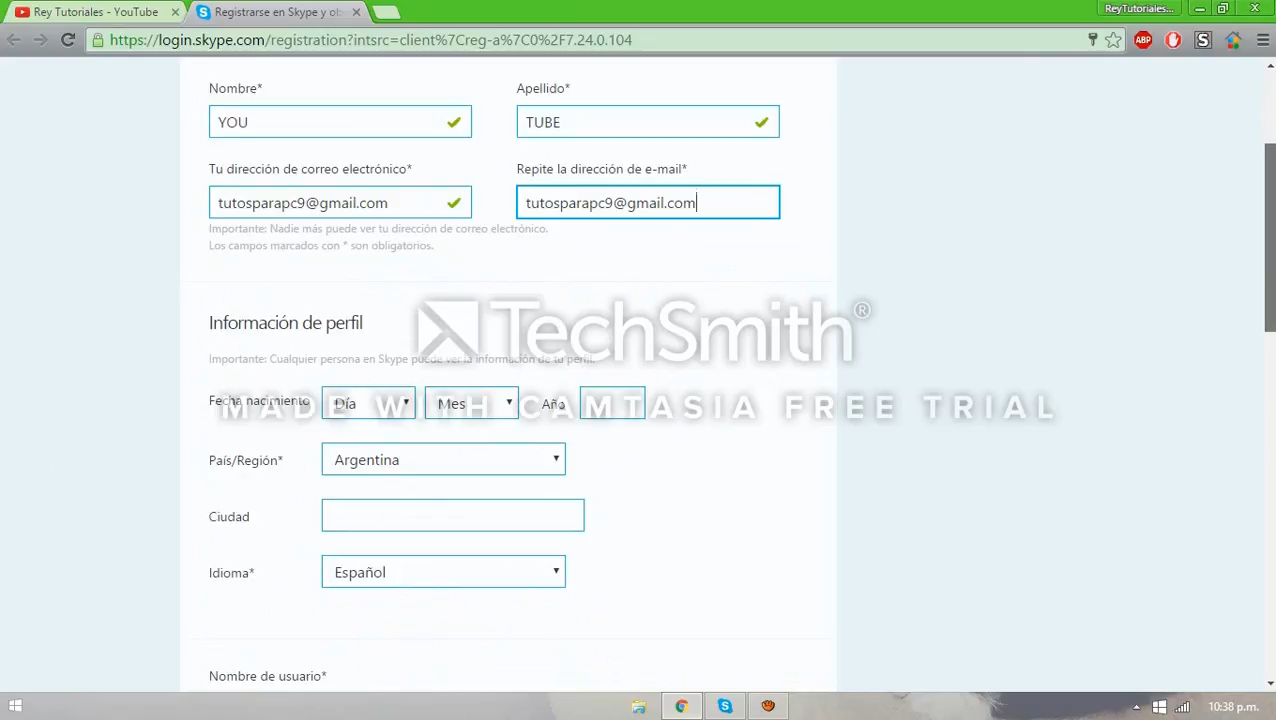 Rey Tutoriales - YouTube
Registrarse en Skype y ob
ReyTutoriales...
https://login.skype.com/registration?intsrc=client%7Creg-a%7C0%2F7.24.0.104
ABP
S
Nombre*
Apellido*
YOU
TUBE
Tu dirección de correo electrónico*
Repite la dirección de e-mail*
tutosparapc9@gmail.com
tutosparapc9@gmail.com
Importante: Nadie más puede ver tu dirección de correo electrónico.
Los campos marcados con * son obligatorios.
Información de perfil
TechSmith®
Importante: Cualquier persona en Skype puede ver la información de tu perfil.
Fecha nacimiento
Día
Mes
Año
MADE WITH CAMTASIA FREE TRIAL
País/Región*
Argentina
Ciudad
Idioma*
Español
Nombre de usuario*
10:38 p.m.